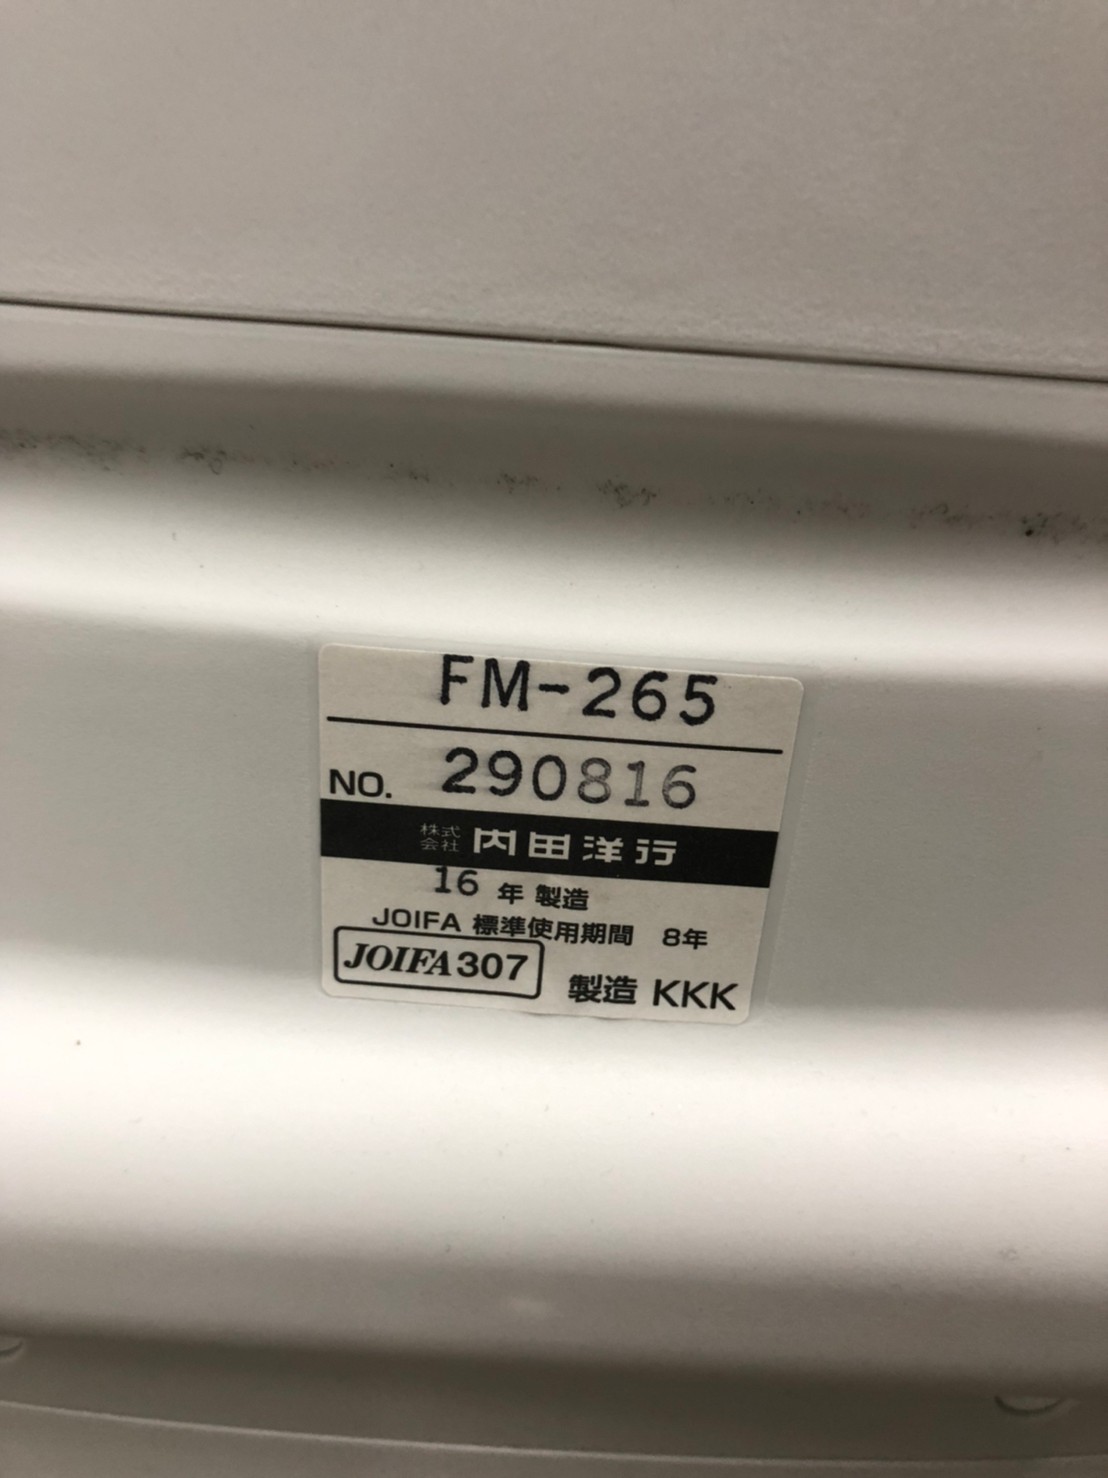 FM-265
NO. 290816
株式会社 内田洋行
16 年 製造
JOIFA 標準使用期間 8年
JOIFA307 製造 KKK